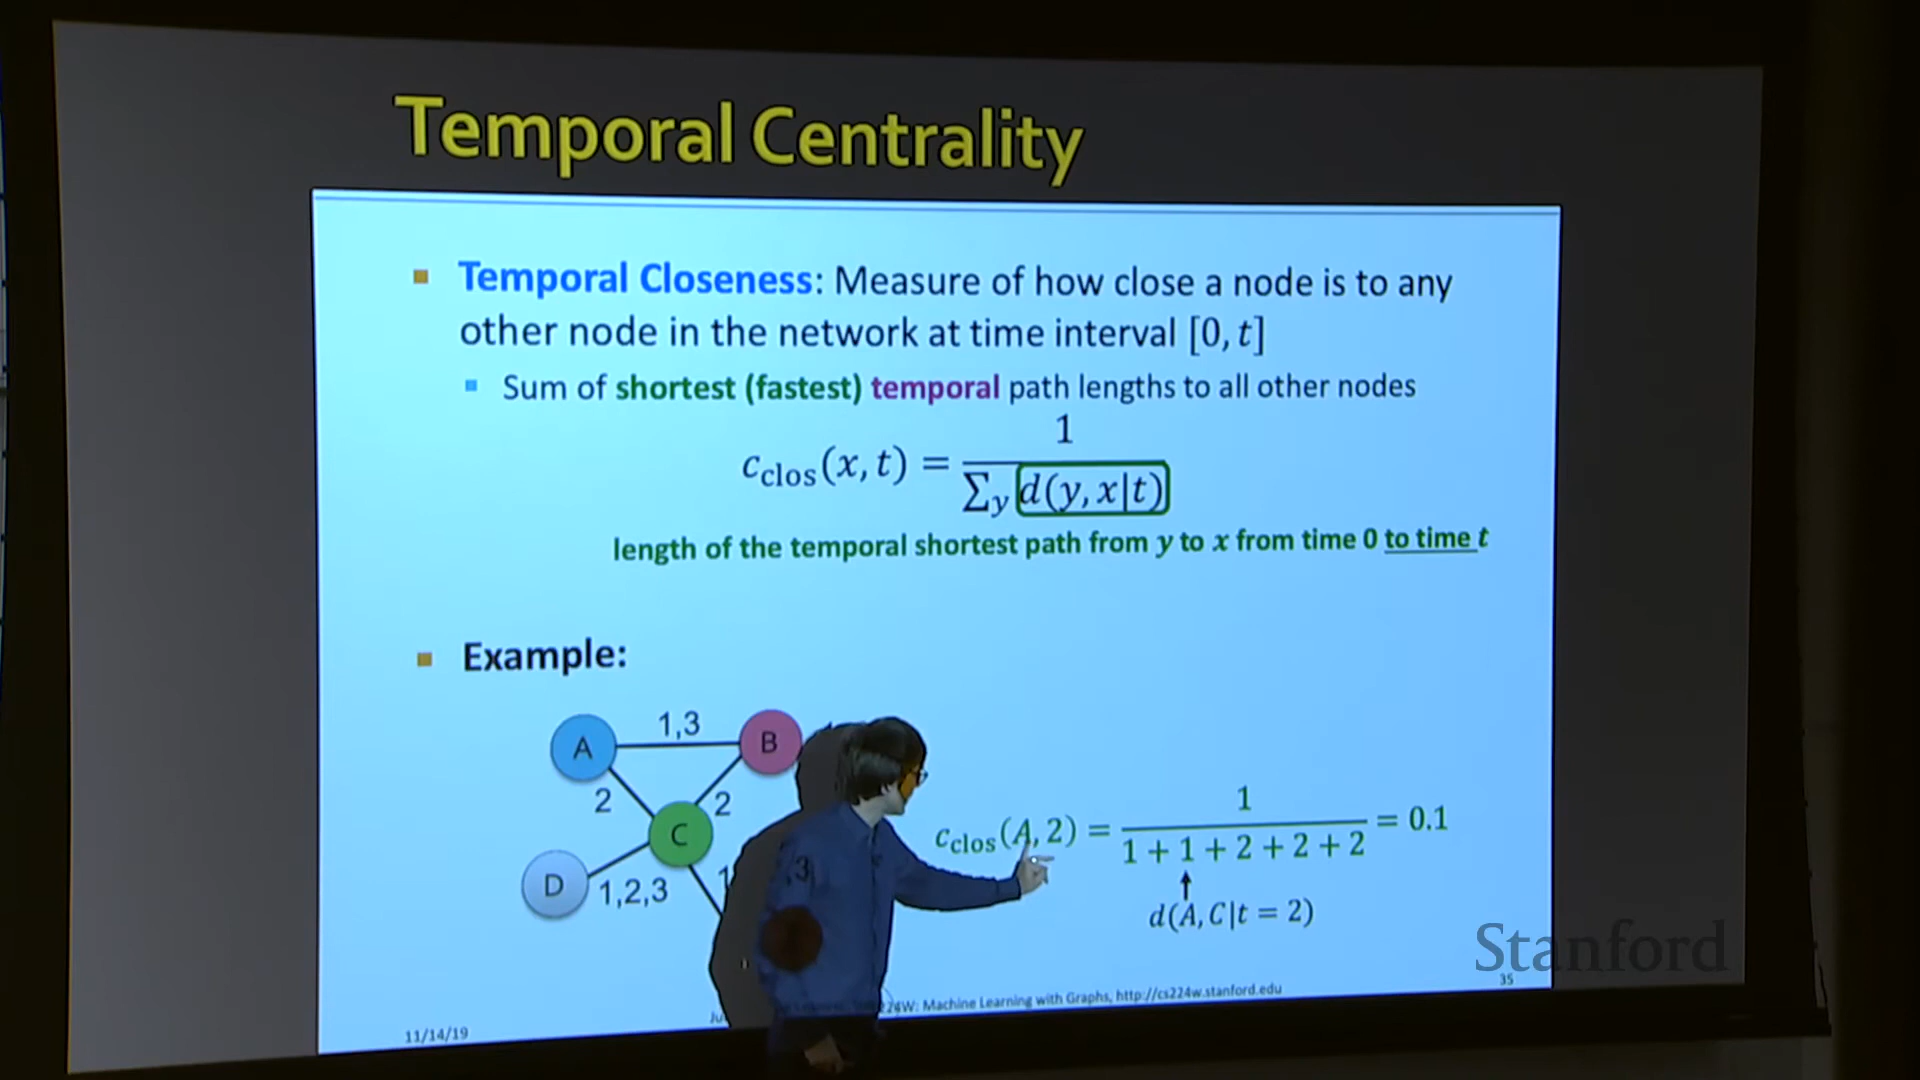 Temporal Centrality
Temporal Closeness: Measure of how close a node is to any
other node in the network at time interval [0, t]
Sum of shortest (fastest) temporal path lengths to all other nodes
c_clos(x, t) = 1 / Σ_y d(y, x|t)
length of the temporal shortest path from y to x from time 0 to time t
Example:
A
1,3
B
2
2
C
D
1,2,3
c_clos(A, 2) = 1 / (1 + 1 + 2 + 2 + 2) = 0.1
d(A, C|t = 2)
Stanford
35
W: Machine Learning with Graphs, http://cs224w.stanford.edu
11/14/19